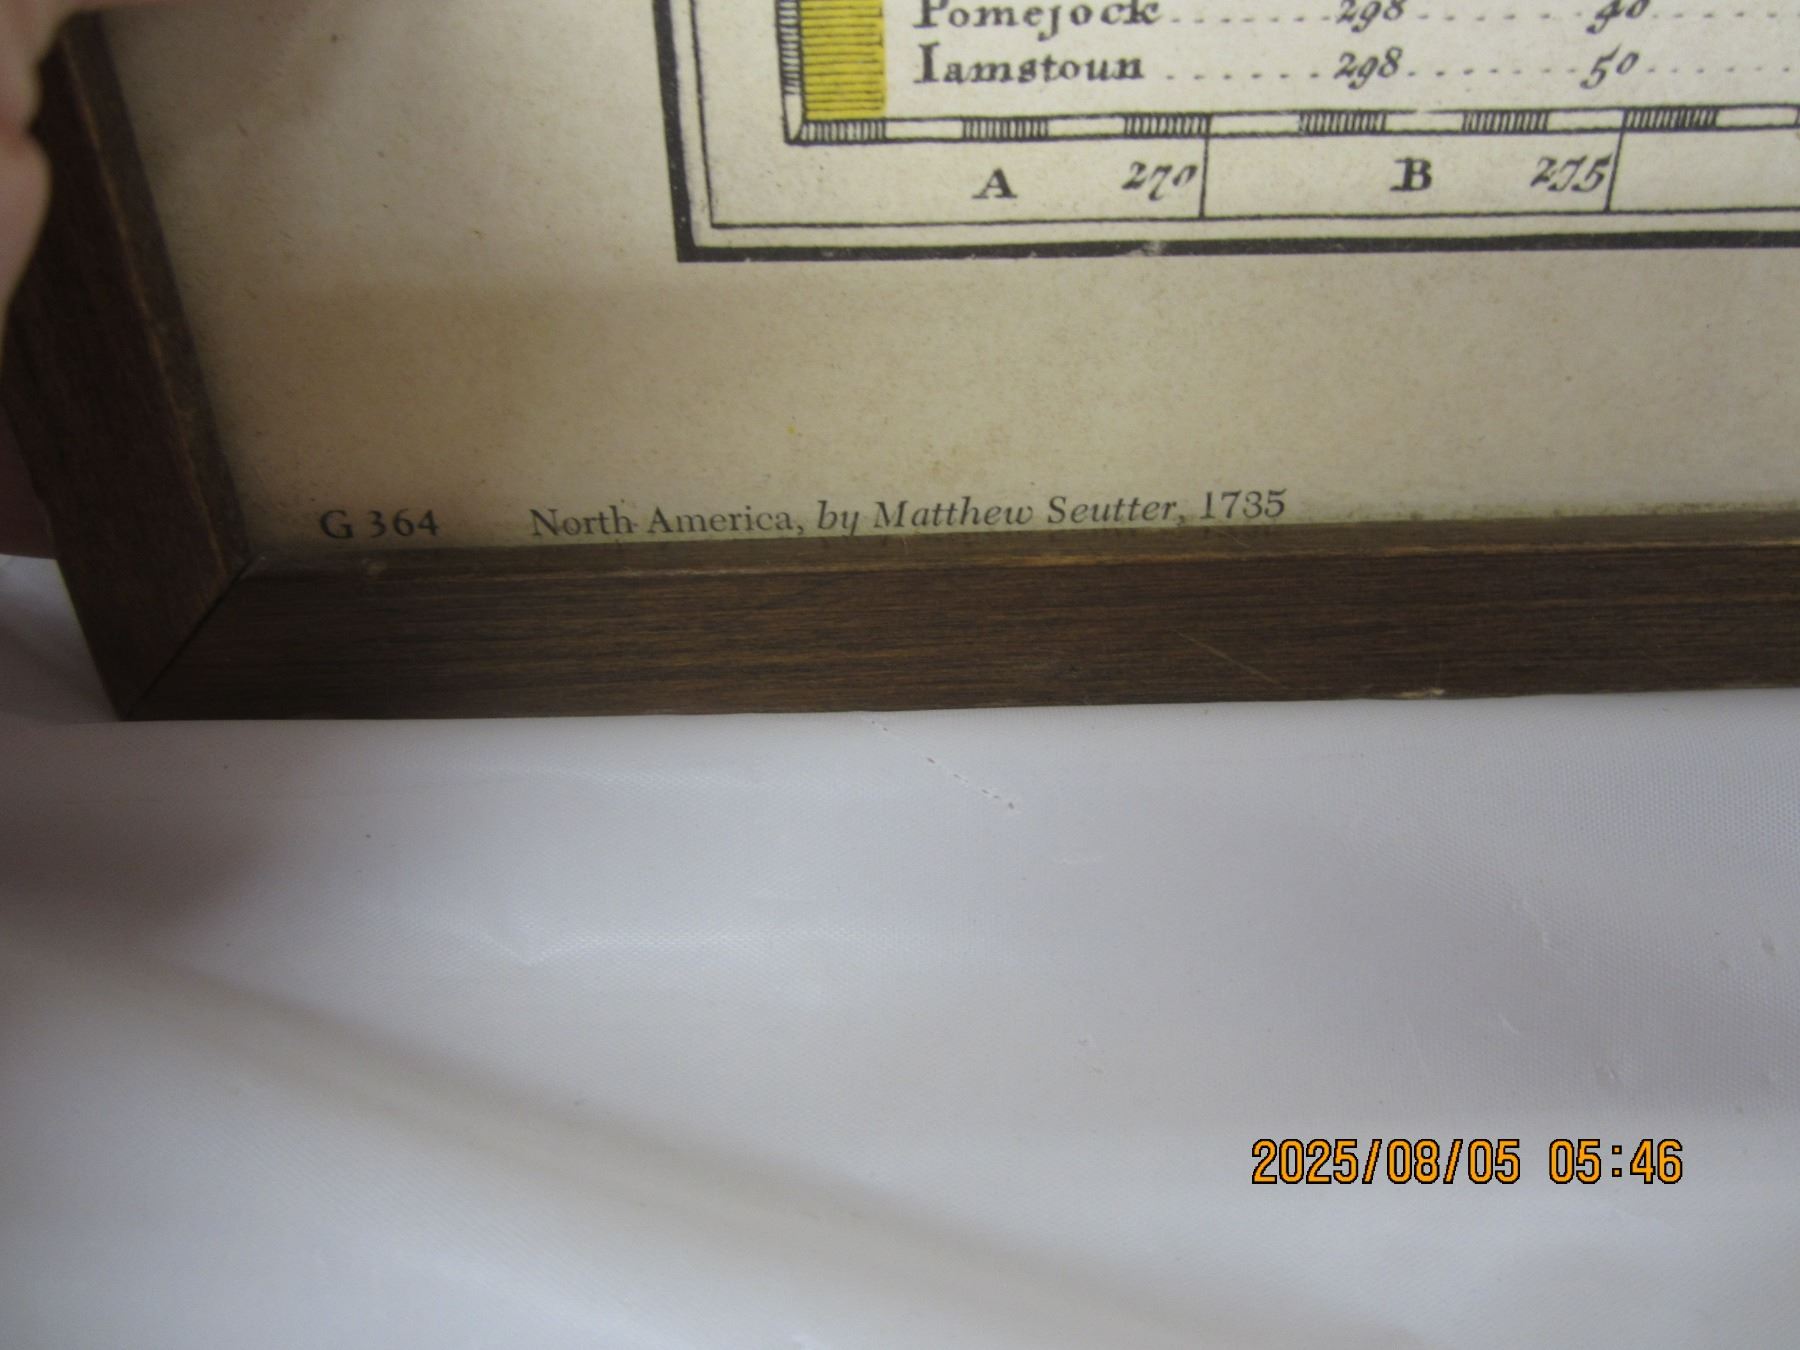 Pomejock . . . . . . . . 298 . . . . . . . . 40 . . . . . . .
Iamstoun . . . . . . . 298 . . . . . . . . 50 . . . . . . .
A 270 B 275
G 364 North America, by Matthew Seutter, 1735
2025/08/05 05:46